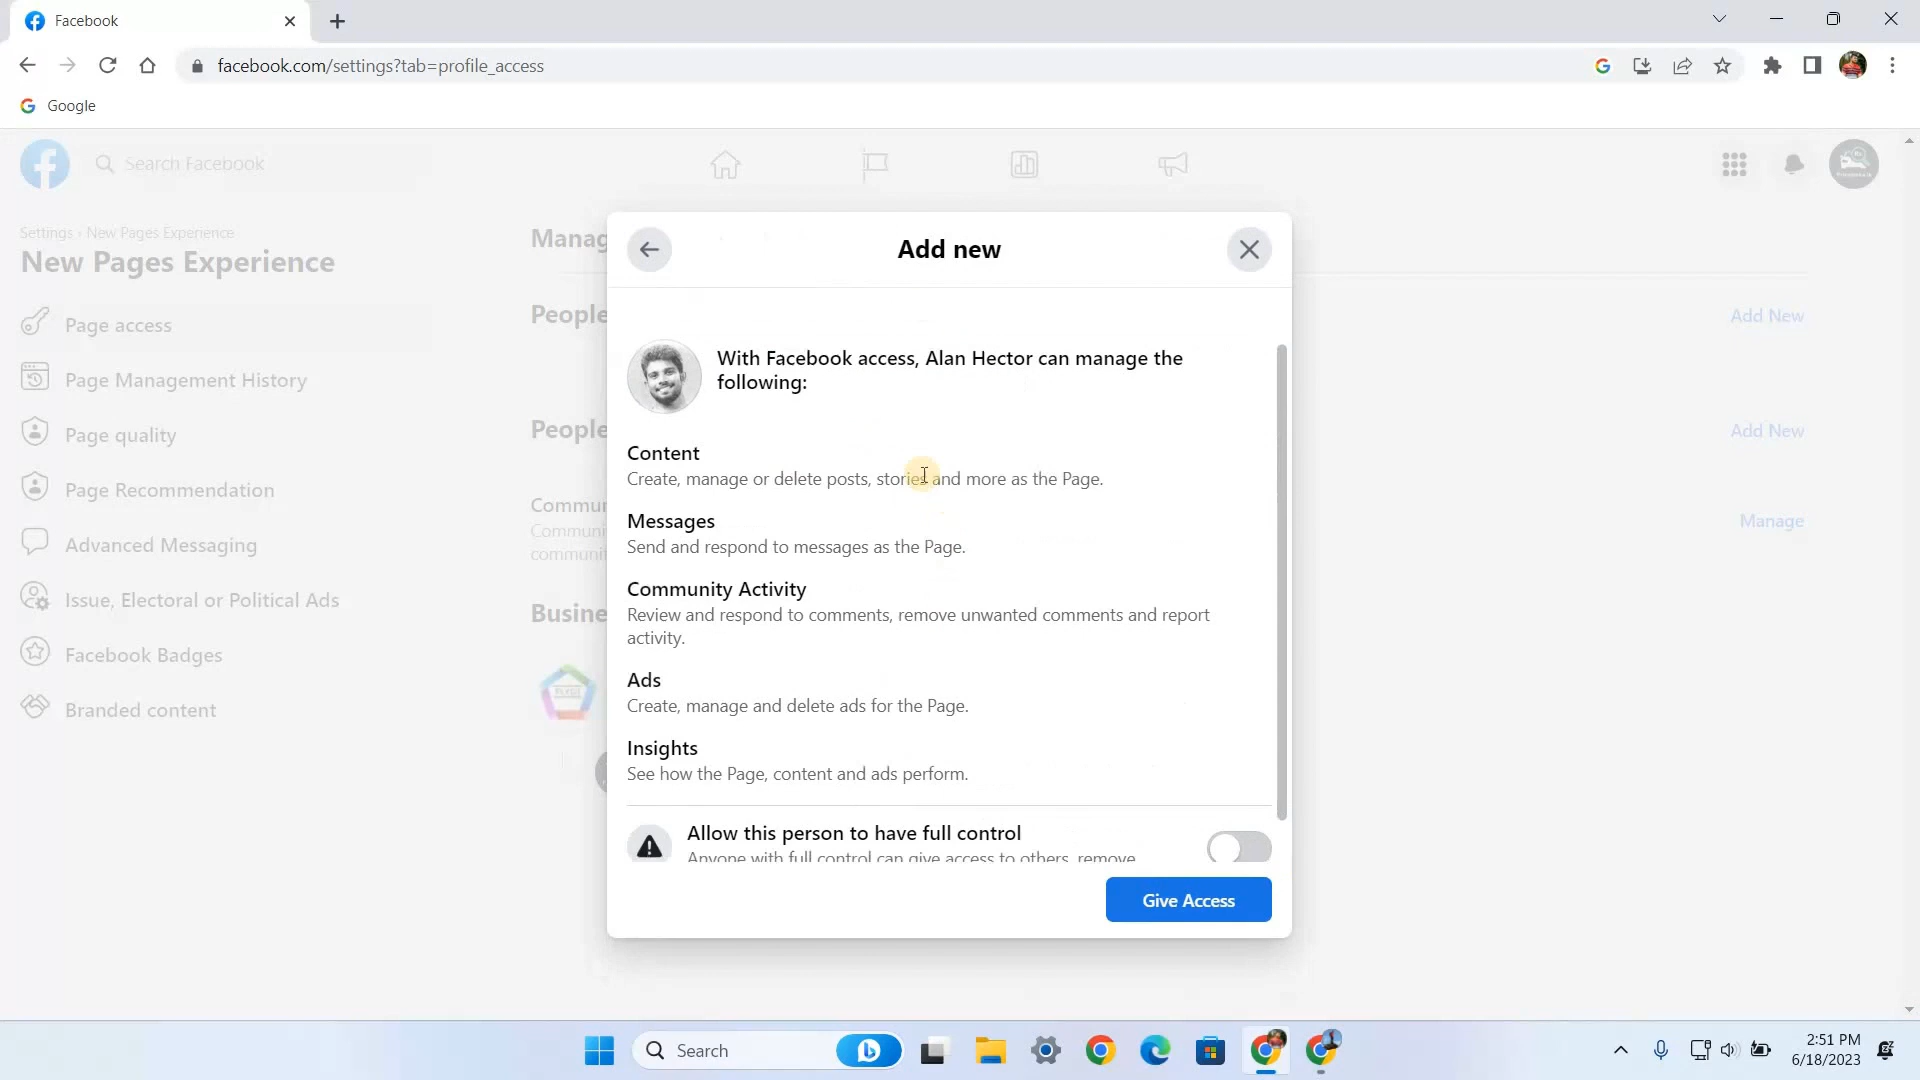 Facebook
facebook.com/settings?tab=profile_access
Google
Search Facebook
Settings › New Pages Experience
New Pages Experience
Page access
Page Management History
Page quality
Page Recommendation
Advanced Messaging
Issue, Electoral or Political Ads
Facebook Badges
Branded content
Manag
People
Add New
People
Add New
Commun
Communi
communit
Manage
Busine
Add new
With Facebook access, Alan Hector can manage the
following:
Content
Create, manage or delete posts, stories and more as the Page.
Messages
Send and respond to messages as the Page.
Community Activity
Review and respond to comments, remove unwanted comments and report
activity.
Ads
Create, manage and delete ads for the Page.
Insights
See how the Page, content and ads perform.
Allow this person to have full control
Anyone with full control can give access to others, remove
Give Access
Search
2:51 PM
6/18/2023